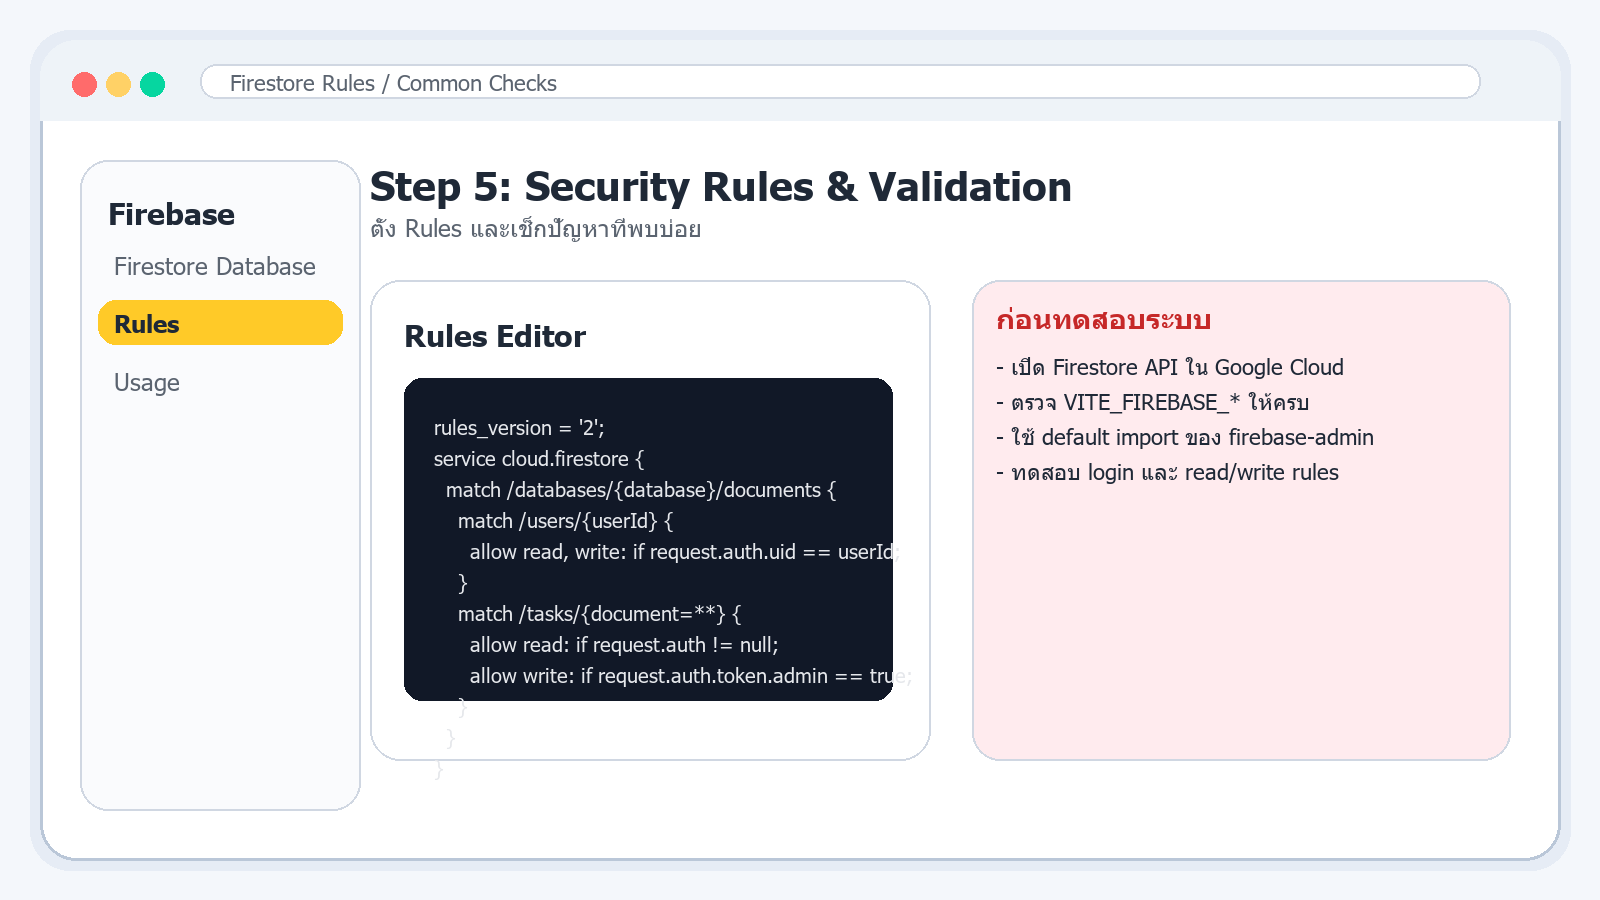 Firestore Rules / Common Checks
Firebase
Firestore Database
Rules
Usage
Step 5: Security Rules & Validation
ตั้ง Rules และเช็กปัญหาที่พบบ่อย
Rules Editor
rules_version = '2';
service cloud.firestore {
match /databases/{database}/documents {
match /users/{userId} {
allow read, write: if request.auth.uid == userId;
}
match /tasks/{document=**} {
allow read: if request.auth != null;
allow write: if request.auth.token.admin == true;
}
}
}
ก่อนทดสอบระบบ
- เปิด Firestore API ใน Google Cloud
- ตรวจ VITE_FIREBASE_* ให้ครบ
- ใช้ default import ของ firebase-admin
- ทดสอบ login และ read/write rules